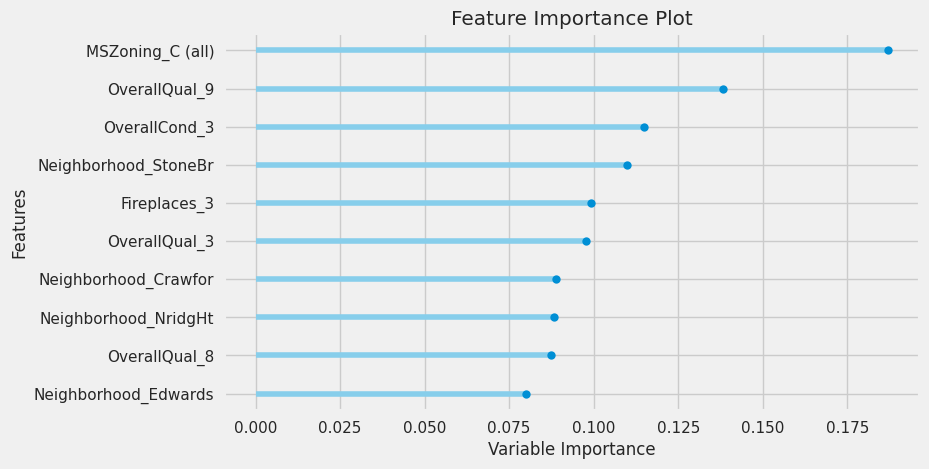 Feature Importance Plot
MSZoning_C (all)
OverallQual_9
OverallCond_3
Neighborhood_StoneBr
Fireplaces_3
OverallQual_3
Neighborhood_Crawfor
Neighborhood_NridgHt
OverallQual_8
Neighborhood_Edwards
Features
0.000 0.025 0.050 0.075 0.100 0.125 0.150 0.175
Variable Importance